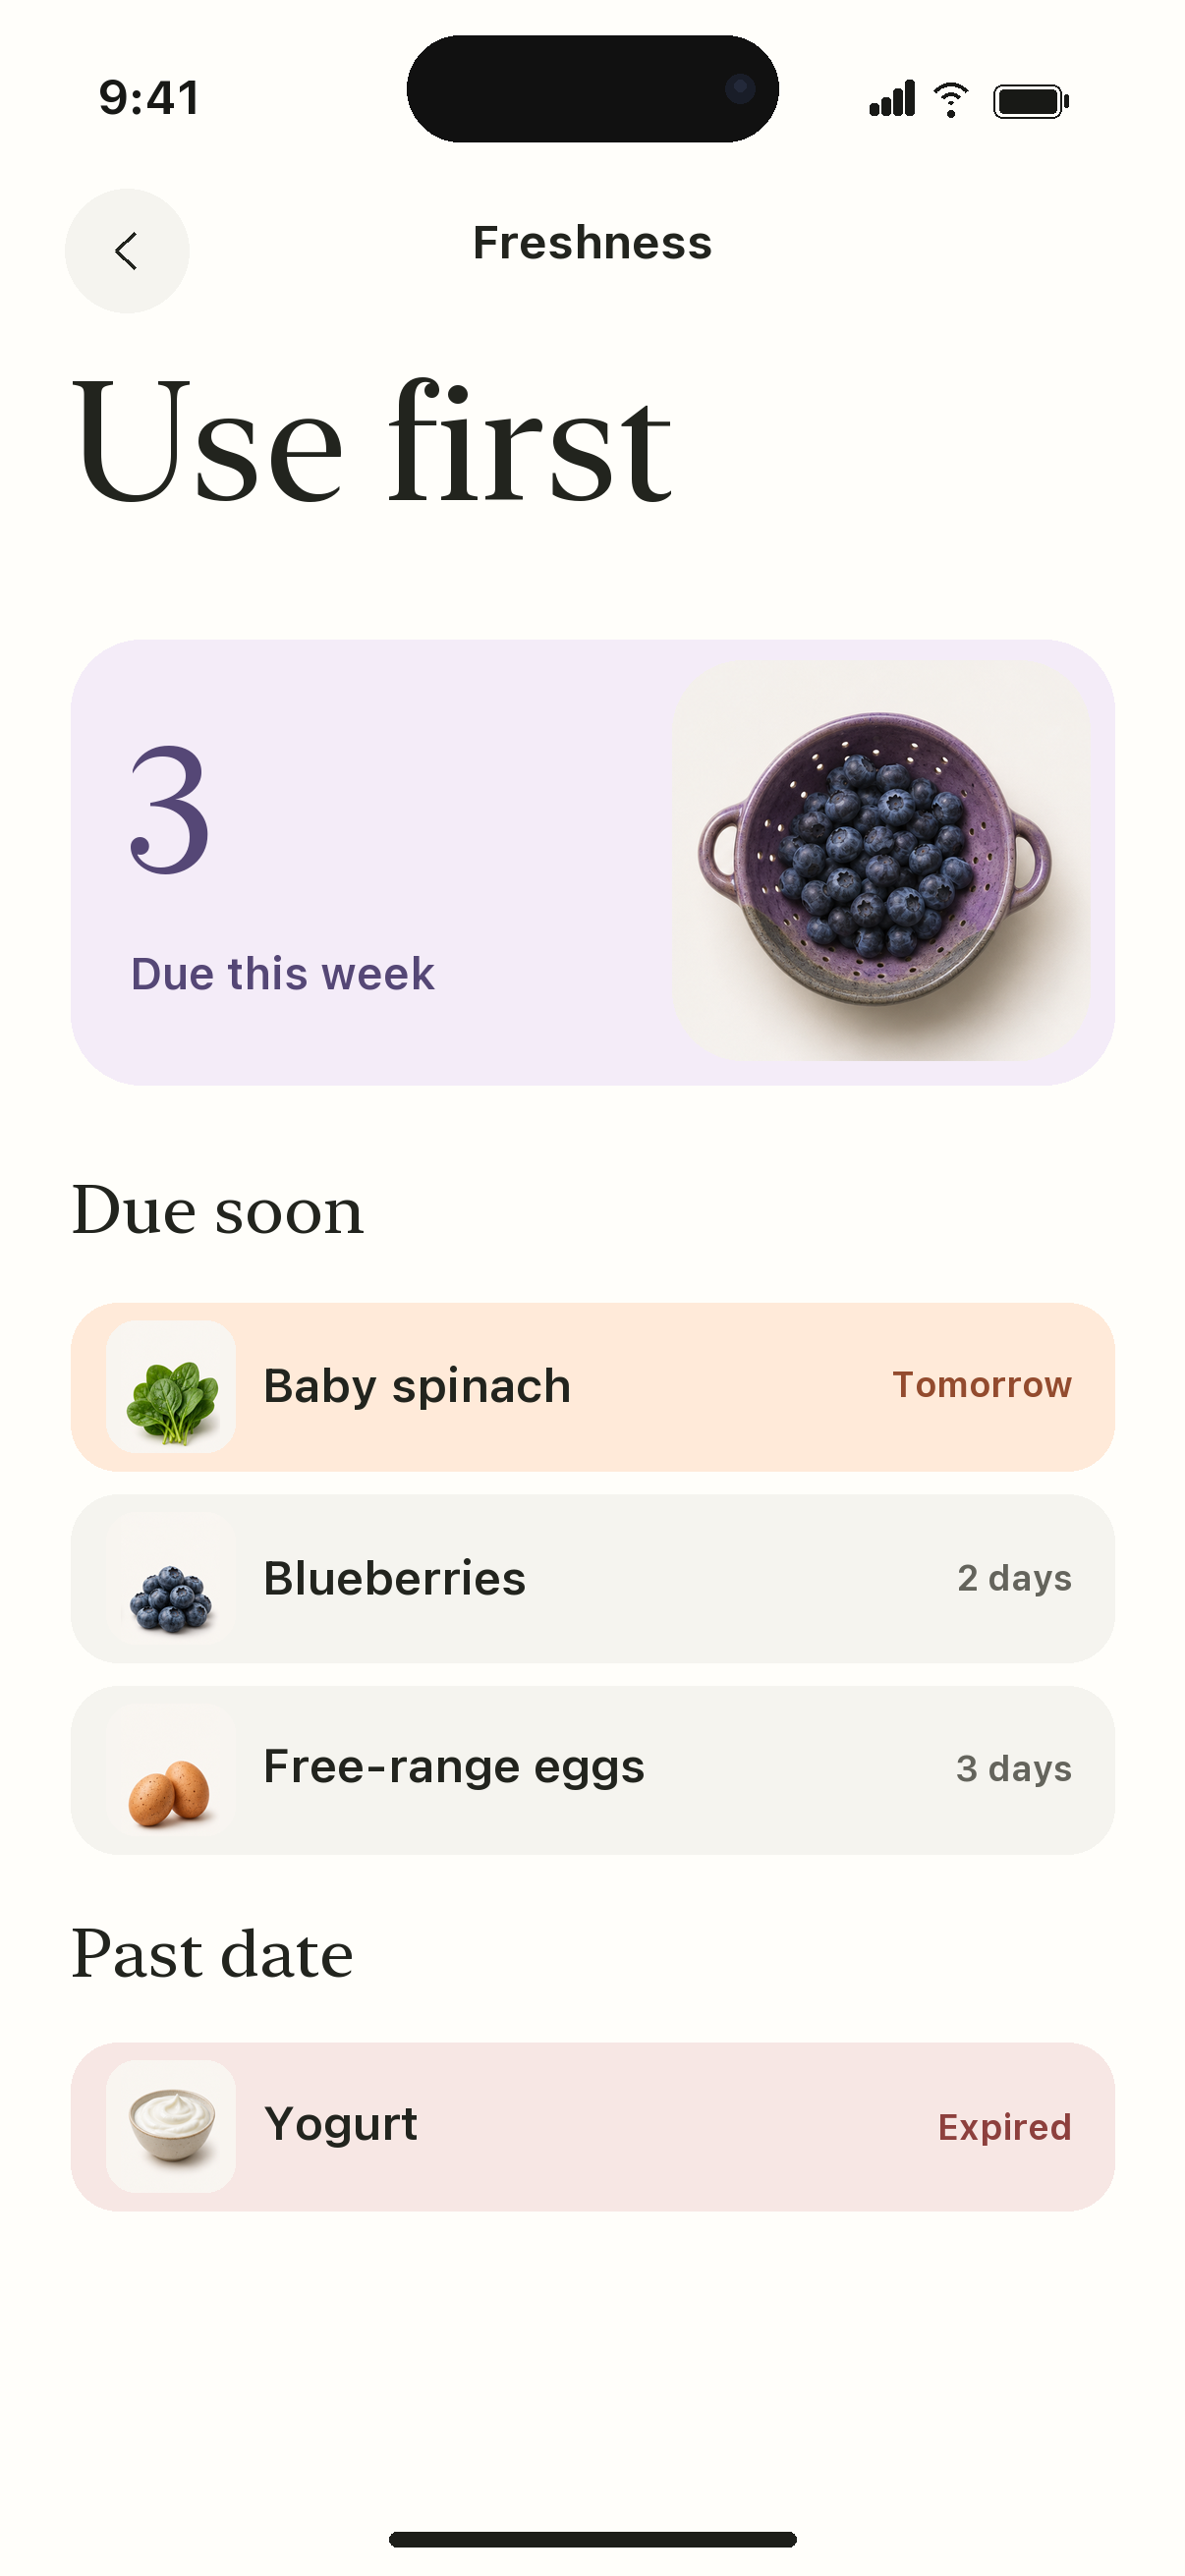 9:41
Freshness
Use first
3
Due this week
Due soon
Baby spinach
Tomorrow
Blueberries
2 days
Free-range eggs
3 days
Past date
Yogurt
Expired